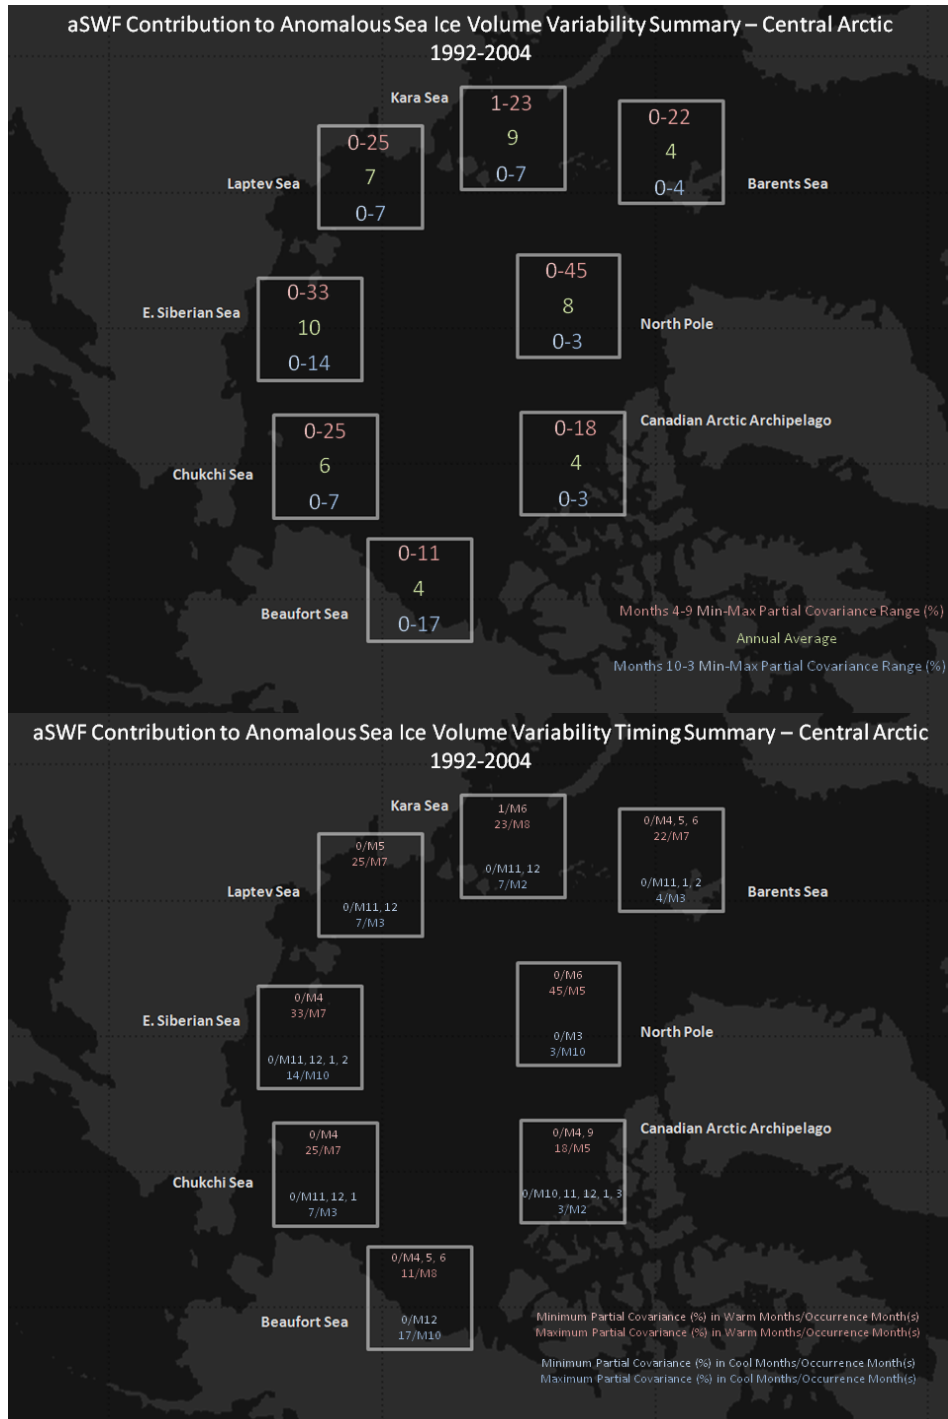 aSWF Contribution to Anomalous Sea Ice Volume Variability Summary – Central Arctic
1992-2004
Kara Sea
1-23
9
0-7
0-22
4
0-4
Barents Sea
Laptev Sea
0-25
7
0-7
E. Siberian Sea
0-33
10
0-14
0-45
8
0-3
North Pole
Chukchi Sea
0-25
6
0-7
0-18
4
0-3
Canadian Arctic Archipelago
Beaufort Sea
0-11
4
0-17
Months 4-9 Min-Max Partial Covariance Range (%)
Annual Average
Months 10-3 Min-Max Partial Covariance Range (%)
aSWF Contribution to Anomalous Sea Ice Volume Variability Timing Summary – Central Arctic
1992-2004
Kara Sea
1/M6
23/M8
0/M11, 12
7/M2
0/M4, 5, 6
22/M7
0/M11, 1, 2
4/M3
Barents Sea
Laptev Sea
0/M5
25/M7
0/M11, 12
7/M3
E. Siberian Sea
0/M4
33/M7
0/M11, 12, 1, 2
14/M10
0/M6
45/M5
0/M3
3/M10
North Pole
Chukchi Sea
0/M4
25/M7
0/M11, 12, 1
7/M3
0/M4, 9
18/M5
0/M10, 11, 12, 1, 3
3/M2
Canadian Arctic Archipelago
Beaufort Sea
0/M4, 5, 6
11/M8
0/M12
17/M10
Minimum Partial Covariance (%) in Warm Months/Occurrence Month(s)
Maximum Partial Covariance (%) in Warm Months/Occurrence Month(s)
Minimum Partial Covariance (%) in Cool Months/Occurrence Month(s)
Maximum Partial Covariance (%) in Cool Months/Occurrence Month(s)